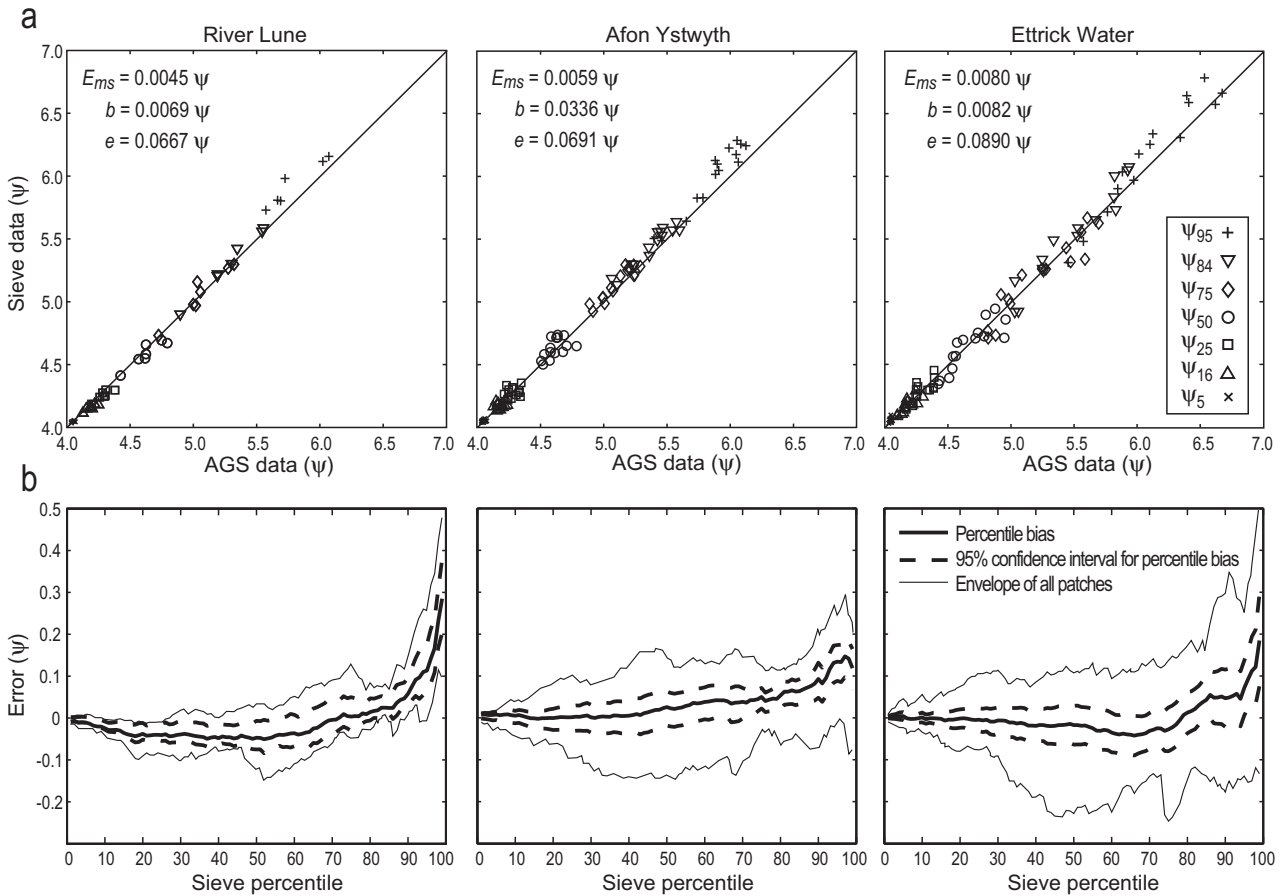 a
River Lune
Afon Ystwyth
Ettrick Water
Sieve data (ψ)
7.0
6.5
6.0
5.5
5.0
4.5
4.0
E_ms = 0.0045 ψ
b = 0.0069 ψ
e = 0.0667 ψ
4.0 4.5 5.0 5.5 6.0 6.5 7.0
AGS data (ψ)
E_ms = 0.0059 ψ
b = 0.0336 ψ
e = 0.0691 ψ
4.0 4.5 5.0 5.5 6.0 6.5 7.0
AGS data (ψ)
E_ms = 0.0080 ψ
b = 0.0082 ψ
e = 0.0890 ψ
ψ95
ψ84
ψ75
ψ50
ψ25
ψ16
ψ5
4.0 4.5 5.0 5.5 6.0 6.5 7.0
AGS data (ψ)
b
Error (ψ)
0.5
0.4
0.3
0.2
0.1
0
-0.1
-0.2
0 10 20 30 40 50 60 70 80 90 100
Sieve percentile
0 10 20 30 40 50 60 70 80 90 100
Sieve percentile
Percentile bias
95% confidence interval for percentile bias
Envelope of all patches
0 10 20 30 40 50 60 70 80 90 100
Sieve percentile